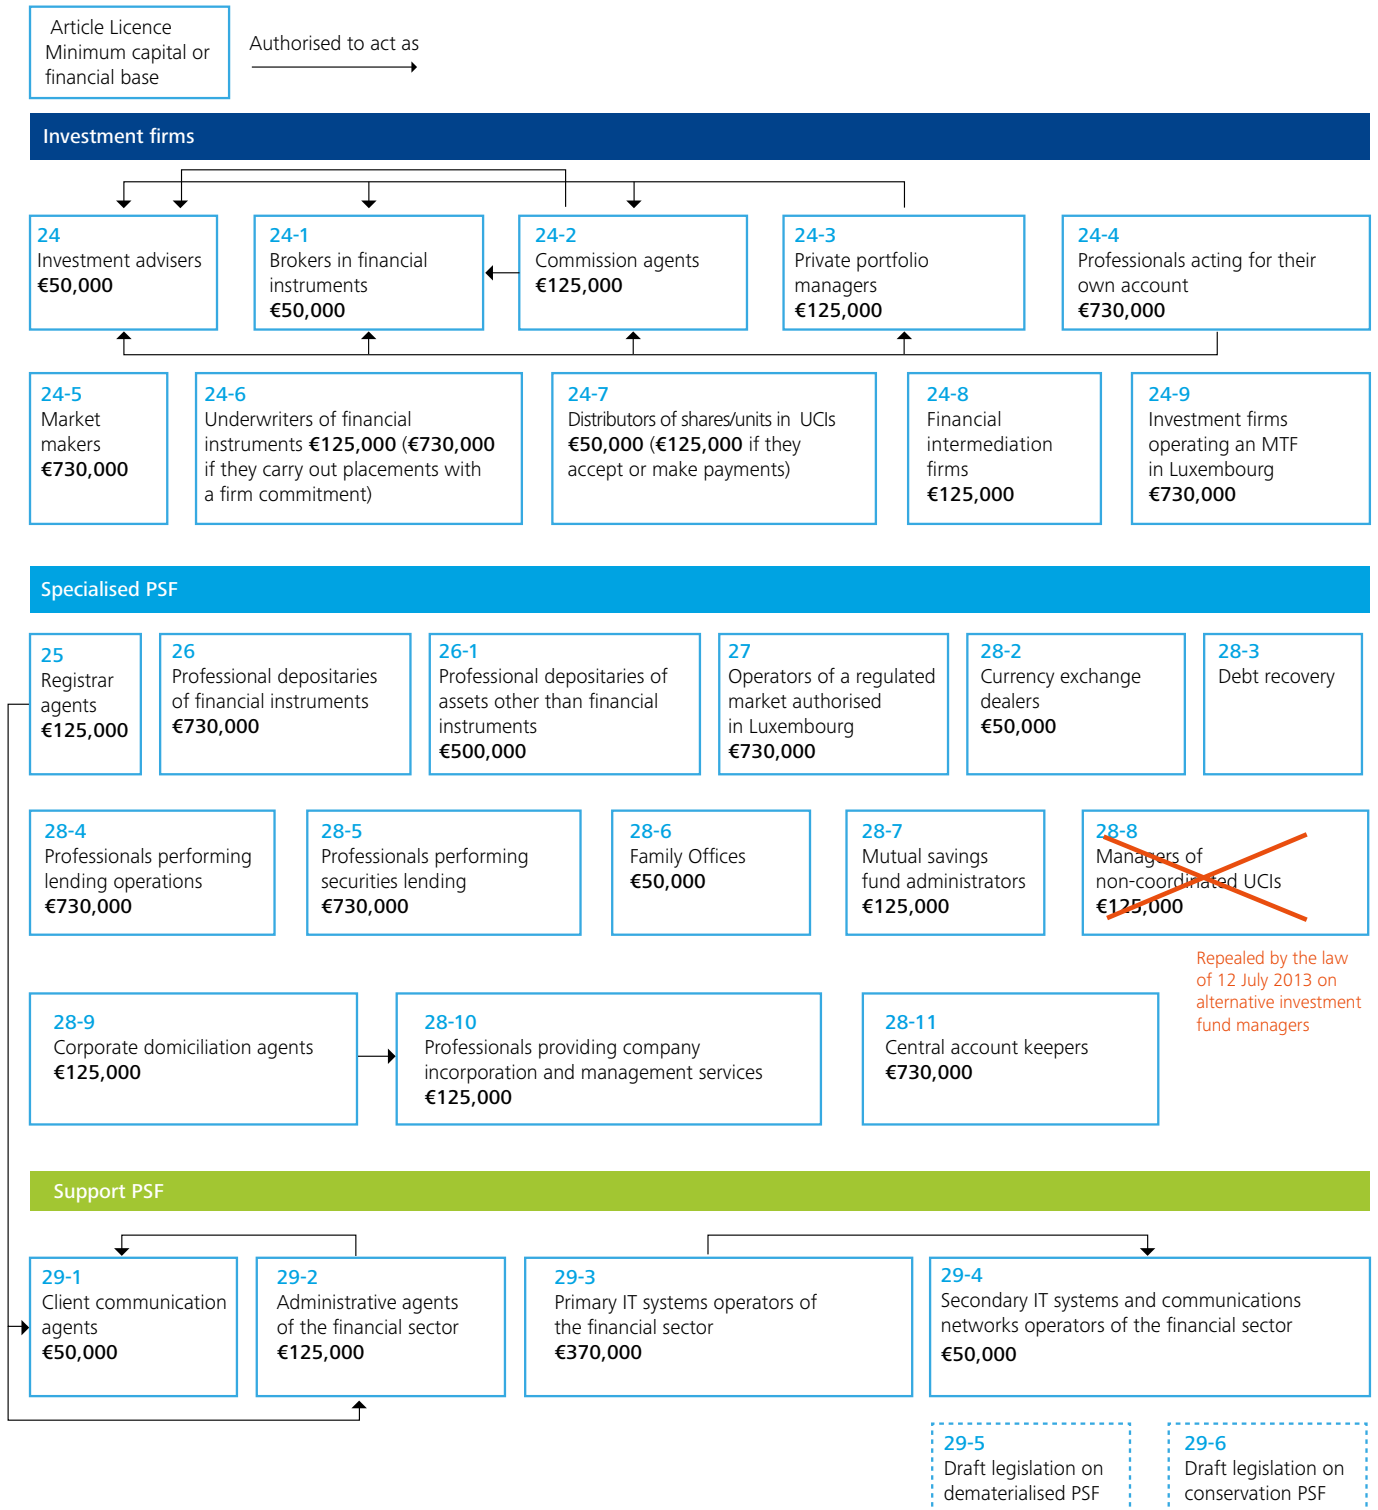 Article Licence
Minimum capital or
financial base
Authorised to act as
Investment firms
24
Investment advisers
€50,000
24-1
Brokers in financial
instruments
€50,000
24-2
Commission agents
€125,000
24-3
Private portfolio
managers
€125,000
24-4
Professionals acting for their
own account
€730,000
24-5
Market
makers
€730,000
24-6
Underwriters of financial
instruments €125,000 (€730,000
if they carry out placements with
a firm commitment)
24-7
Distributors of shares/units in UCIs
€50,000 (€125,000 if they
accept or make payments)
24-8
Financial
intermediation
firms
€125,000
24-9
Investment firms
operating an MTF
in Luxembourg
€730,000
Specialised PSF
25
Registrar
agents
€125,000
26
Professional depositaries
of financial instruments
€730,000
26-1
Professional depositaries of
assets other than financial
instruments
€500,000
27
Operators of a regulated
market authorised
in Luxembourg
€730,000
28-2
Currency exchange
dealers
€50,000
28-3
Debt recovery
28-4
Professionals performing
lending operations
€730,000
28-5
Professionals performing
securities lending
€730,000
28-6
Family Offices
€50,000
28-7
Mutual savings
fund administrators
€125,000
28-8
Managers of
non-coordinated UCIs
€125,000
Repealed by the law
of 12 July 2013 on
alternative investment
fund managers
28-9
Corporate domiciliation agents
€125,000
28-10
Professionals providing company
incorporation and management services
€125,000
28-11
Central account keepers
€730,000
Support PSF
29-1
Client communication
agents
€50,000
29-2
Administrative agents
of the financial sector
€125,000
29-3
Primary IT systems operators of
the financial sector
€370,000
29-4
Secondary IT systems and communications
networks operators of the financial sector
€50,000
29-5
Draft legislation on
dematerialised PSF
29-6
Draft legislation on
conservation PSF